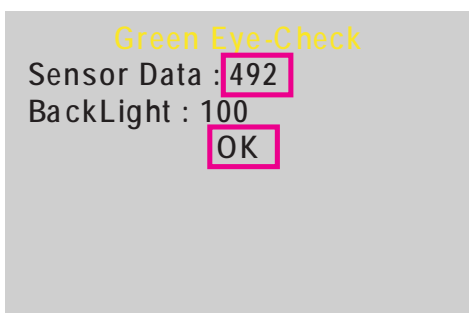 Green Eye-Check
Sensor Data : 492
BackLight : 100
OK